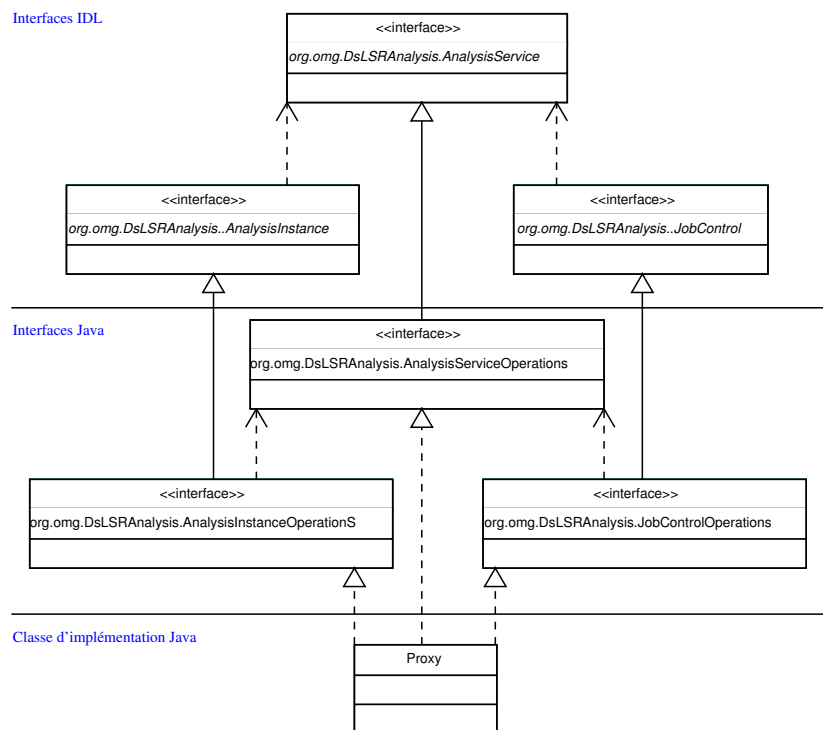 Interfaces IDL
<<interface>>
org.omg.DsLSRAnalysis.AnalysisService
<<interface>>
org.omg.DsLSRAnalysis..AnalysisInstance
<<interface>>
org.omg.DsLSRAnalysis..JobControl
Interfaces Java
<<interface>>
org.omg.DsLSRAnalysis.AnalysisServiceOperations
<<interface>>
org.omg.DsLSRAnalysis.AnalysisInstanceOperationS
<<interface>>
org.omg.DsLSRAnalysis.JobControlOperations
Classe d'implémentation Java
Proxy